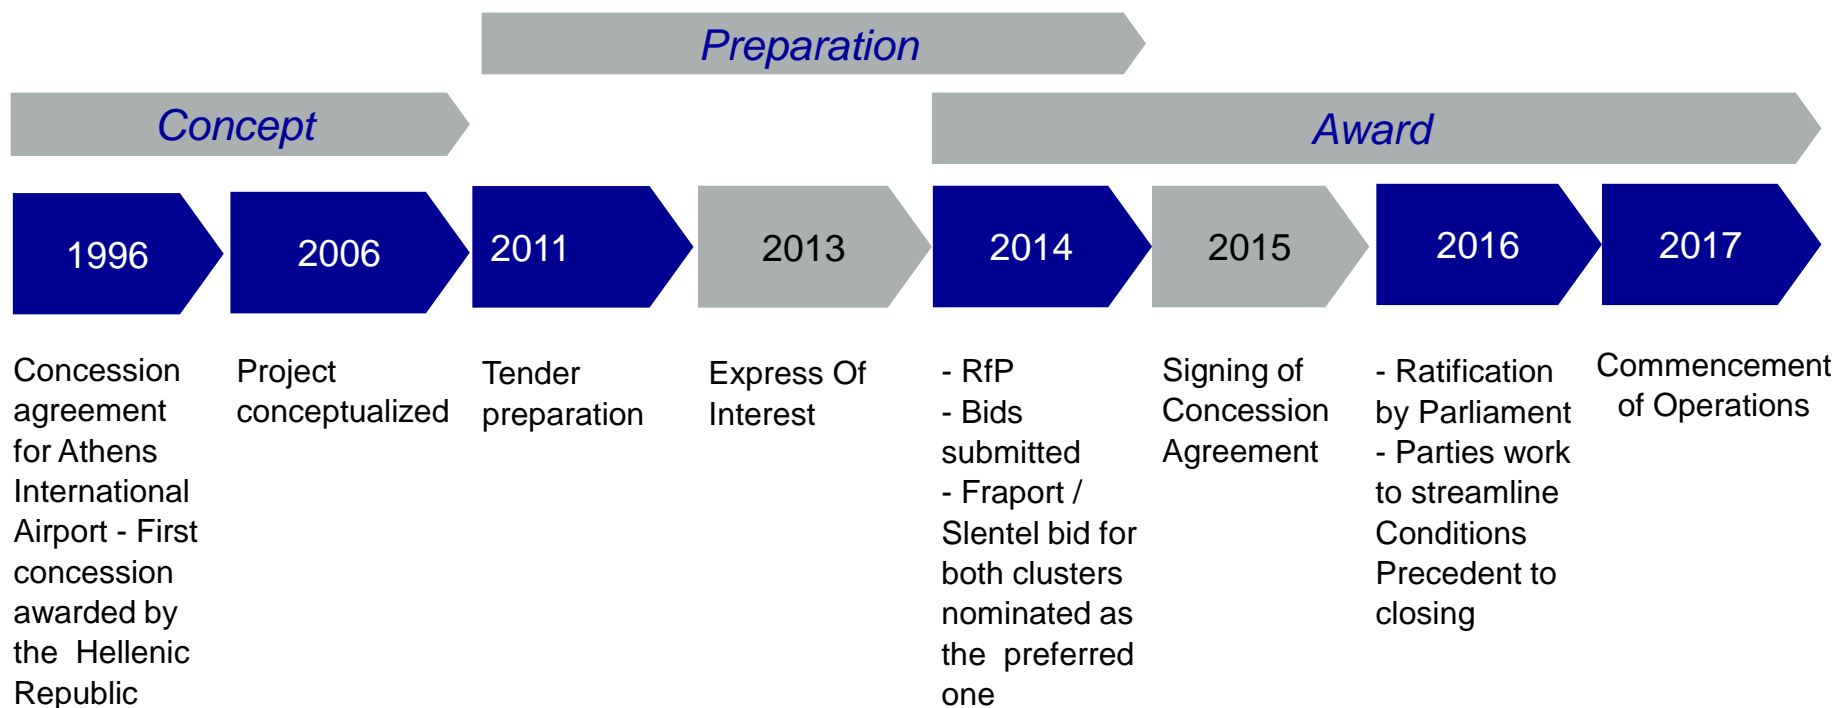 Preparation
Concept
Award
1996
2006
2011
2013
2014
2015
2016
2017
Concession
agreement
for Athens
International
Airport - First
concession
awarded by
the Hellenic
Republic
Project
conceptualized
Tender
preparation
Express Of
Interest
- RfP
- Bids
submitted
- Fraport /
Slentel bid for
both clusters
nominated as
the preferred
one
Signing of
Concession
Agreement
- Ratification
by Parliament
- Parties work
to streamline
Conditions
Precedent to
closing
Commencement
of Operations